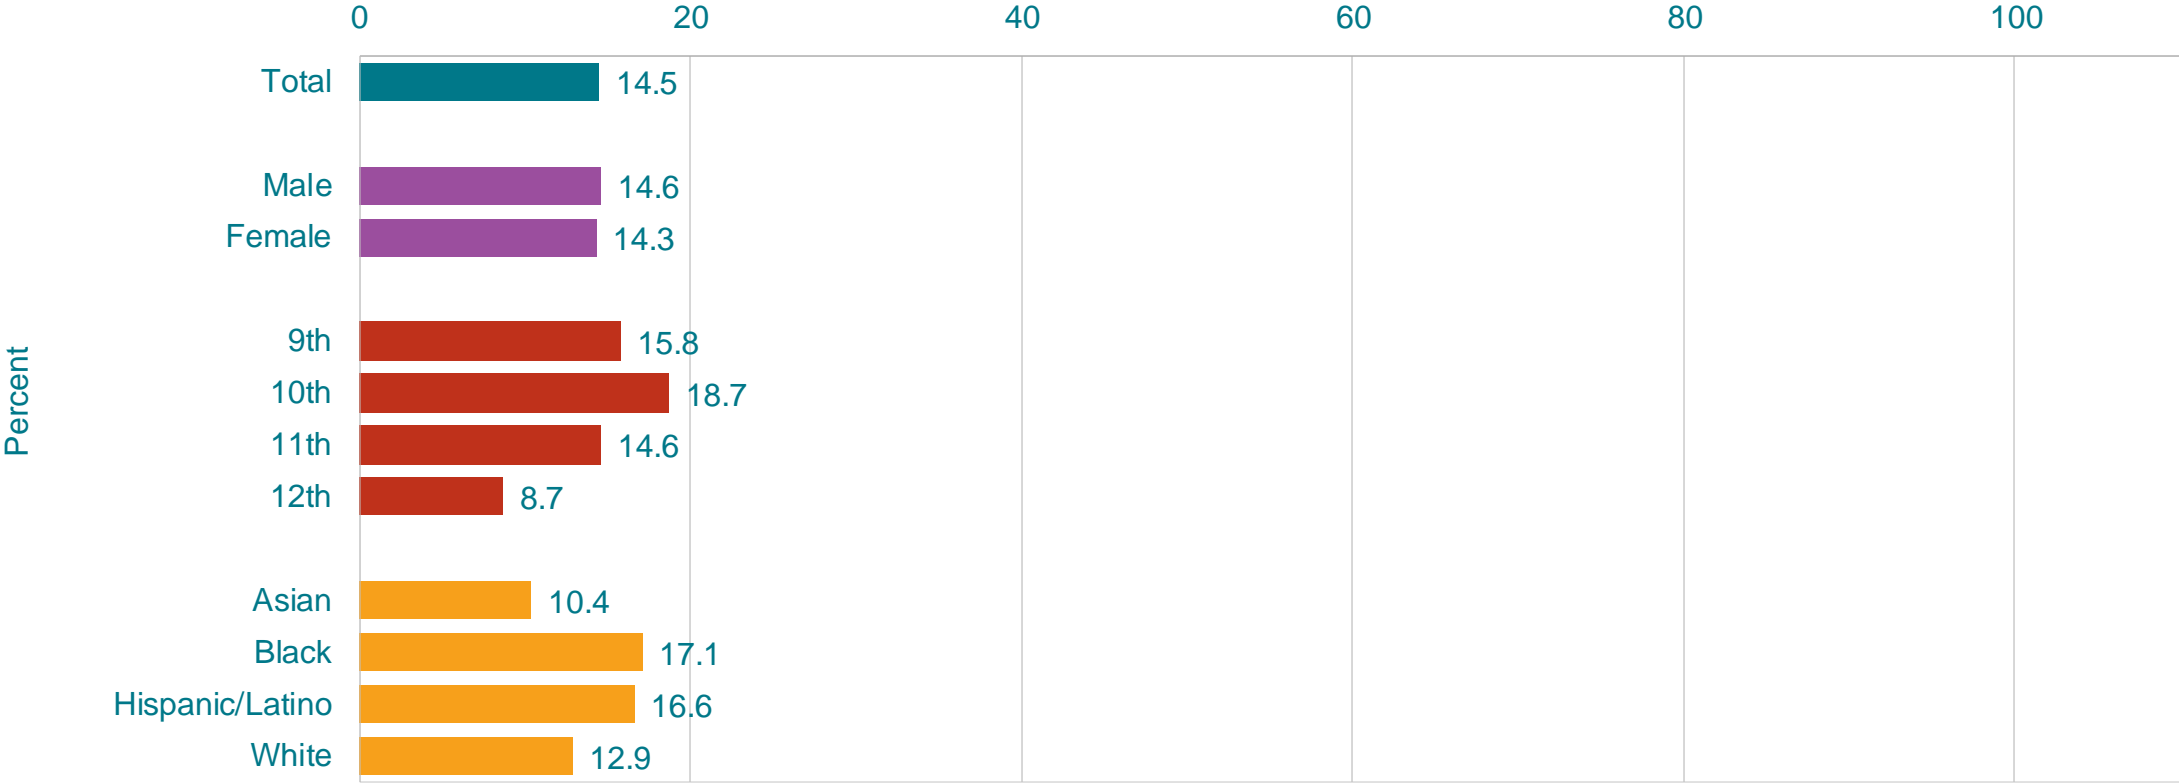 0 20 40 60 80 100
Total 14.5
Male 14.6
Female 14.3
9th 15.8
10th 18.7
11th 14.6
12th 8.7
Asian 10.4
Black 17.1
Hispanic/Latino 16.6
White 12.9
Percent